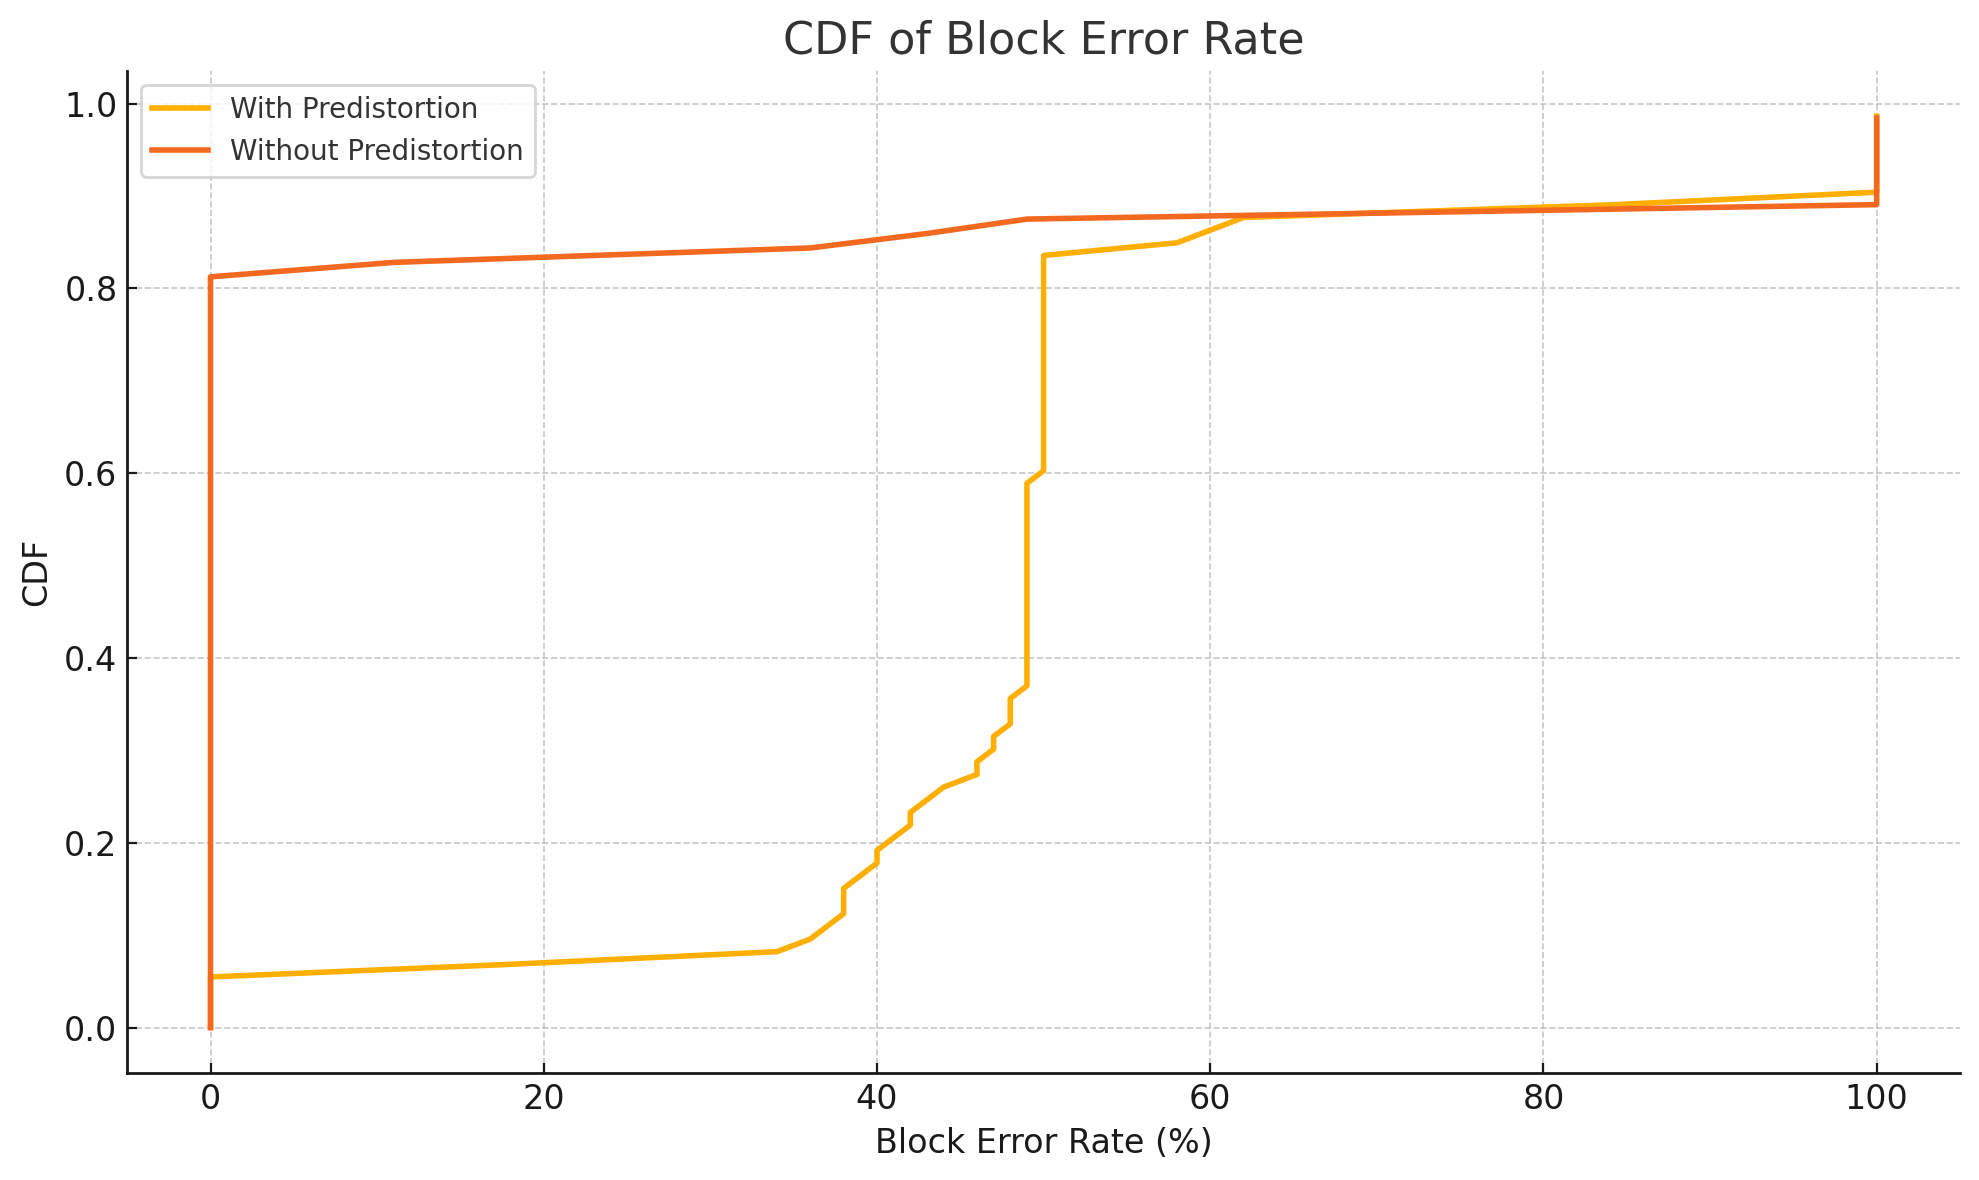 CDF of Block Error Rate
With Predistortion
Without Predistortion
CDF
1.0
0.8
0.6
0.4
0.2
0.0
0 20 40 60 80 100
Block Error Rate (%)